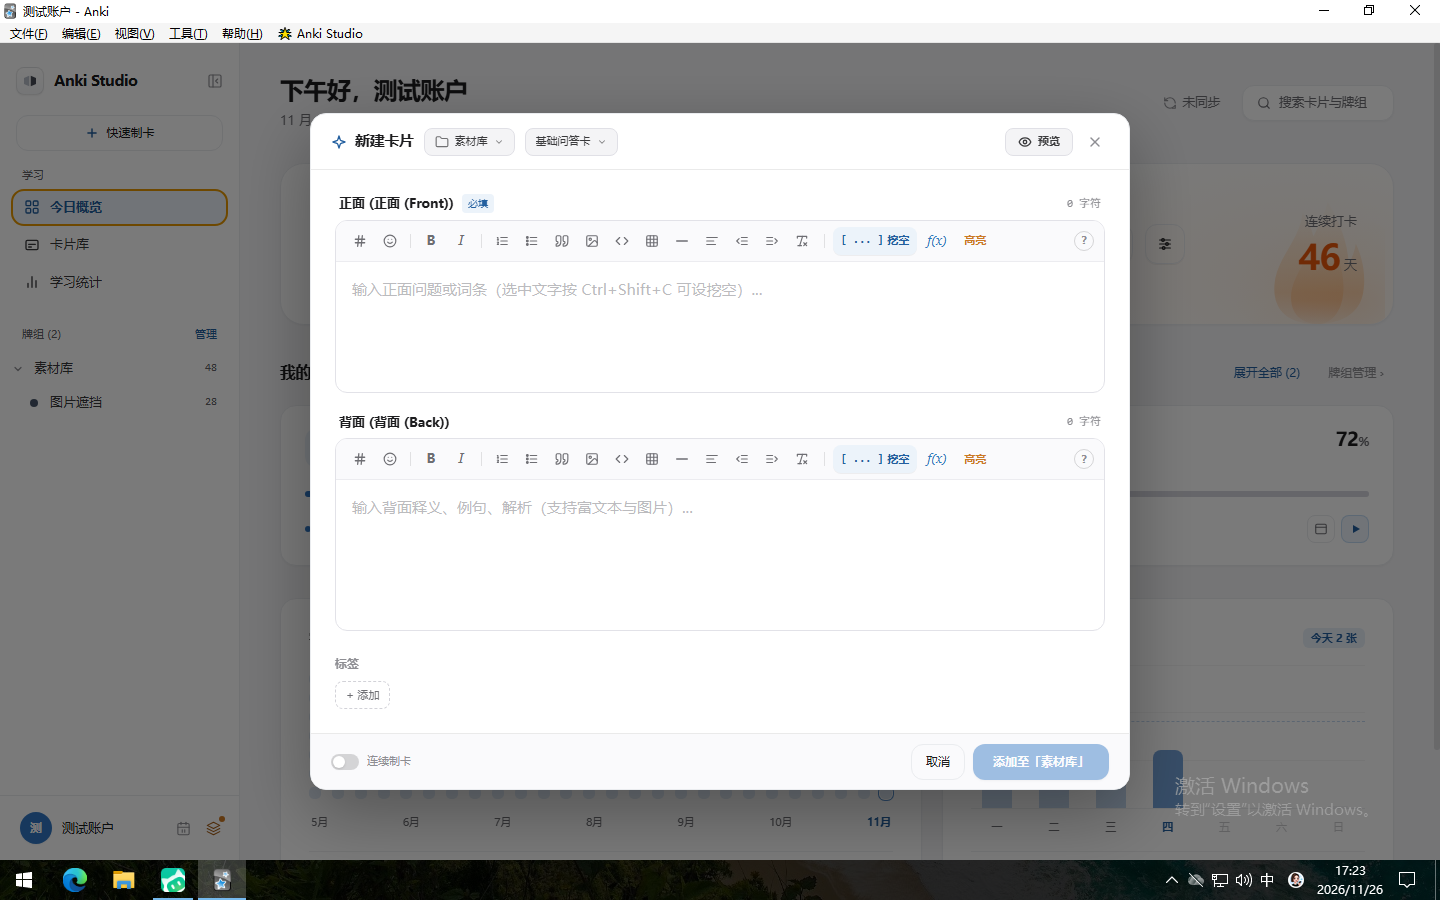 测试账户 - Anki
文件(F) 编辑(E) 视图(V) 工具(T) 帮助(H) Anki Studio
Anki Studio
快速制卡
学习
今日概览
卡片库
学习统计
牌组 (2) 管理
素材库 48
图片遮挡 28
测 测试账户
下午好，测试账户
11 月
未同步 搜索卡片与牌组
连续打卡
46 天
我的
展开全部 (2) 牌组管理 ›
72%
今天 2 张
新建卡片 素材库 基础问答卡 预览
正面 (正面 (Front)) 必填 0 字符
B I [ ... ] 挖空 f(x) 高亮 ?
输入正面问题或词条（选中文字按 Ctrl+Shift+C 可设挖空）...
背面 (背面 (Back)) 0 字符
B I [ ... ] 挖空 f(x) 高亮 ?
输入背面释义、例句、解析（支持富文本与图片）...
标签
+ 添加
连续制卡 取消 添加至「素材库」
5月 6月 7月 8月 9月 10月 11月
一 二 三 四 五 六 日
激活 Windows
转到“设置”以激活 Windows。
中
17:23
2026/11/26